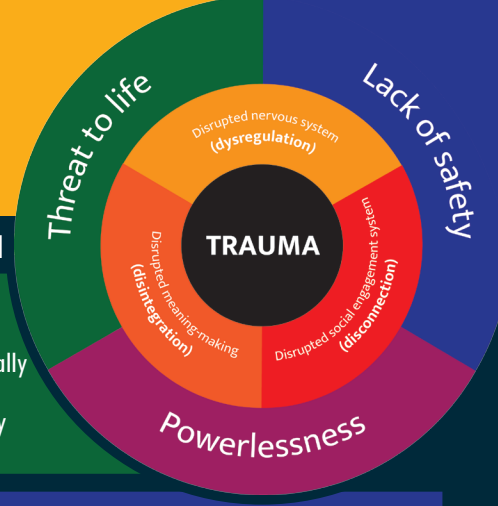 Threat to life
Lack of safety
Disrupted nervous system
(dysregulation)
TRAUMA
Disrupted social engagement system
(disconnection)
Disrupted meaning-making
(disintegration)
Powerlessness
ally
y